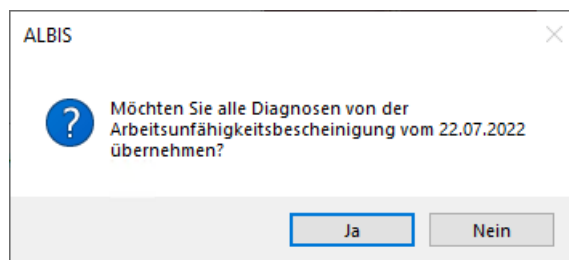 ALBIS
Möchten Sie alle Diagnosen von der
Arbeitsunfähigkeitsbescheinigung vom 22.07.2022
übernehmen?
Ja Nein